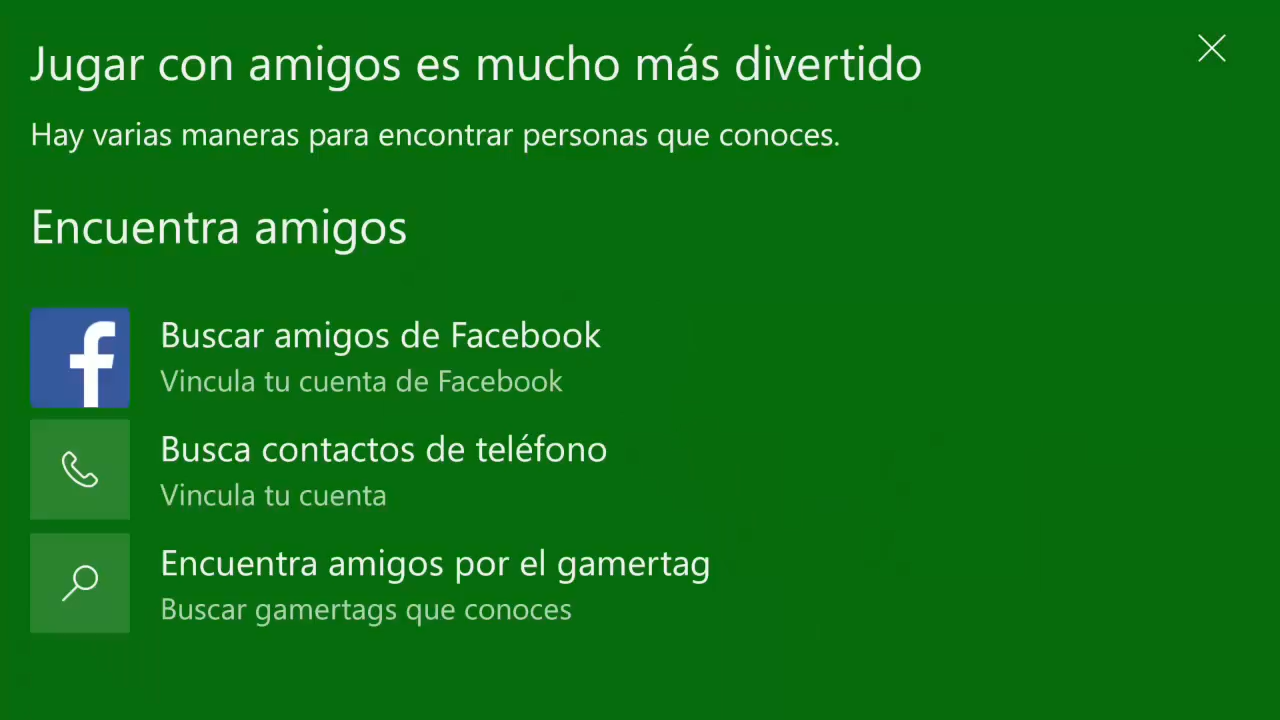 Jugar con amigos es mucho más divertido
Hay varias maneras para encontrar personas que conoces.
Encuentra amigos
Buscar amigos de Facebook
Vincula tu cuenta de Facebook
Busca contactos de teléfono
Vincula tu cuenta
Encuentra amigos por el gamertag
Buscar gamertags que conoces